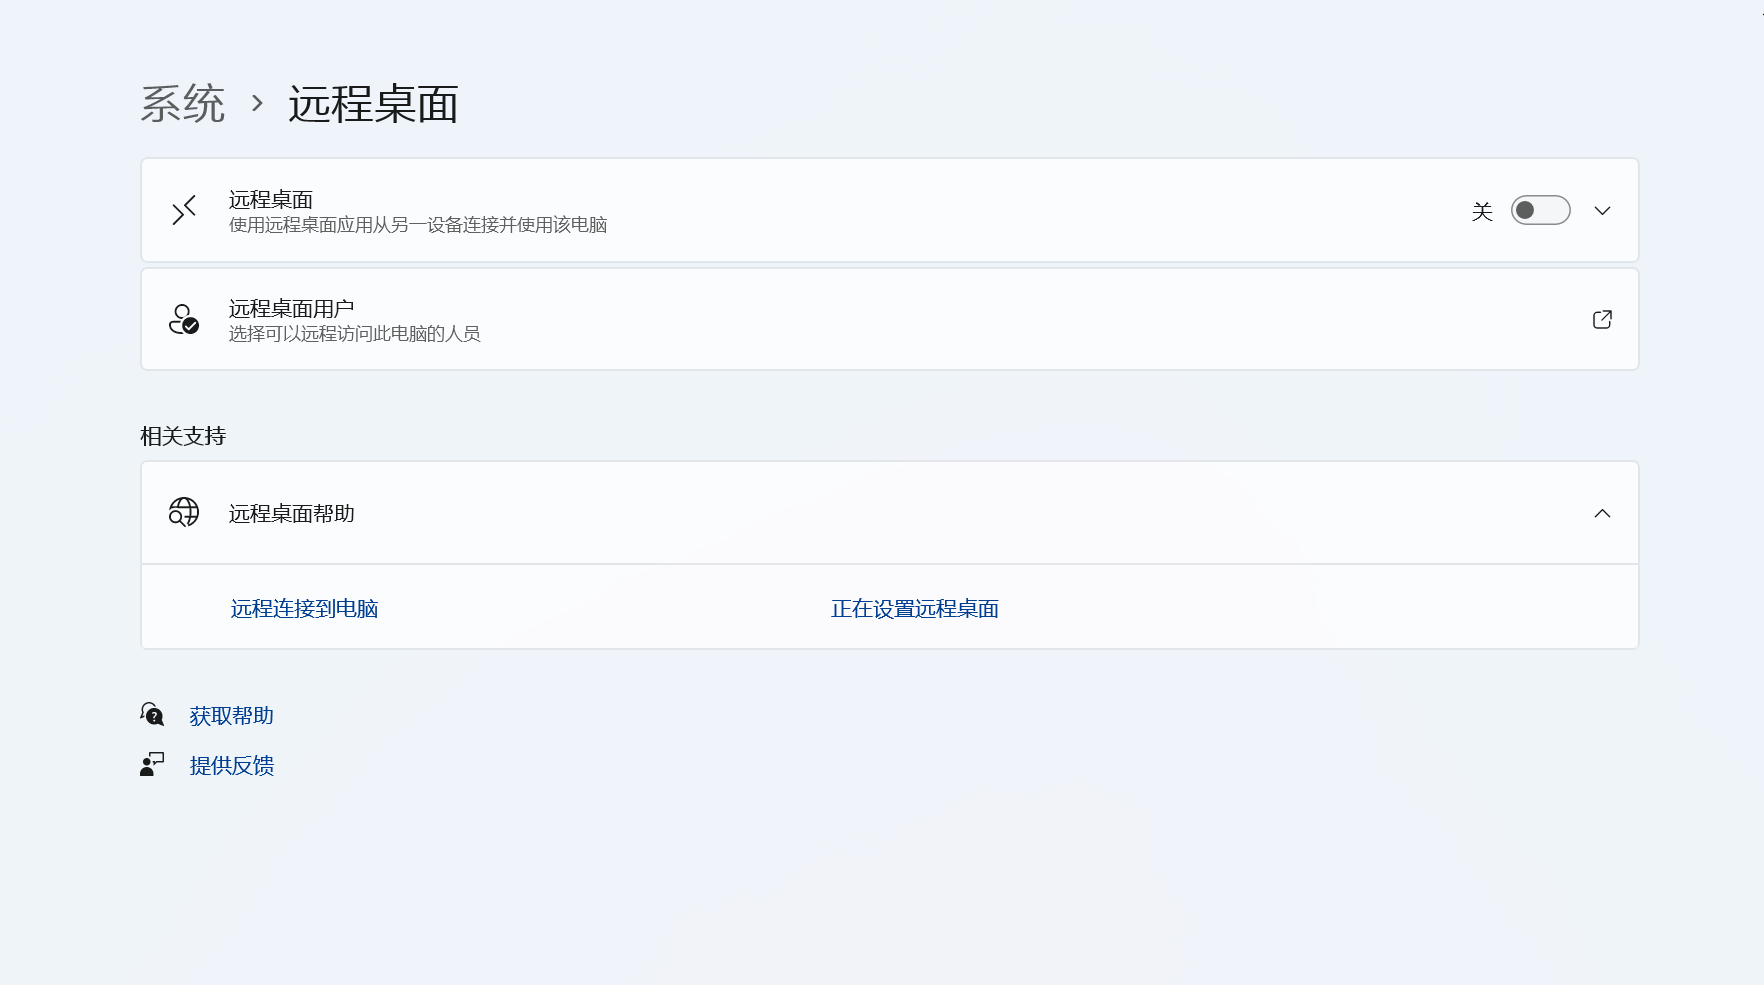 系统 › 远程桌面
远程桌面
使用远程桌面应用从另一设备连接并使用该电脑
关
远程桌面用户
选择可以远程访问此电脑的人员
相关支持
远程桌面帮助
远程连接到电脑
正在设置远程桌面
获取帮助
提供反馈